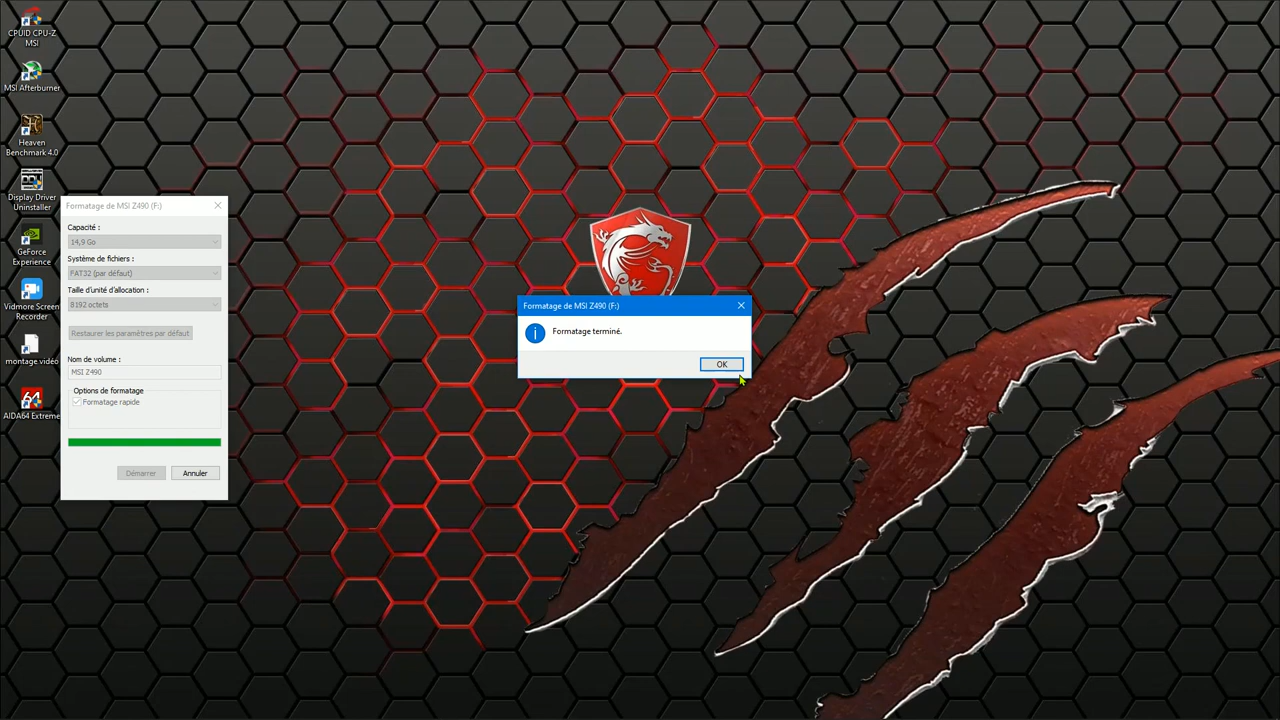 CPUID CPU-Z
MSI
MSI Afterburner
Heaven
Benchmark 4.0
Display Driver
Uninstaller
GeForce
Experience
Vidmore Screen
Recorder
montage vidéo
AIDA64 Extreme
Formatage de MSI Z490 (F:)
Capacité :
14,9 Go
Système de fichiers :
FAT32 (par défaut)
Taille d'unité d'allocation :
8192 octets
Restaurer les paramètres par défaut
Nom de volume :
MSI Z490
Options de formatage
Formatage rapide
Démarrer
Annuler
Formatage de MSI Z490 (F:)
Formatage terminé.
OK